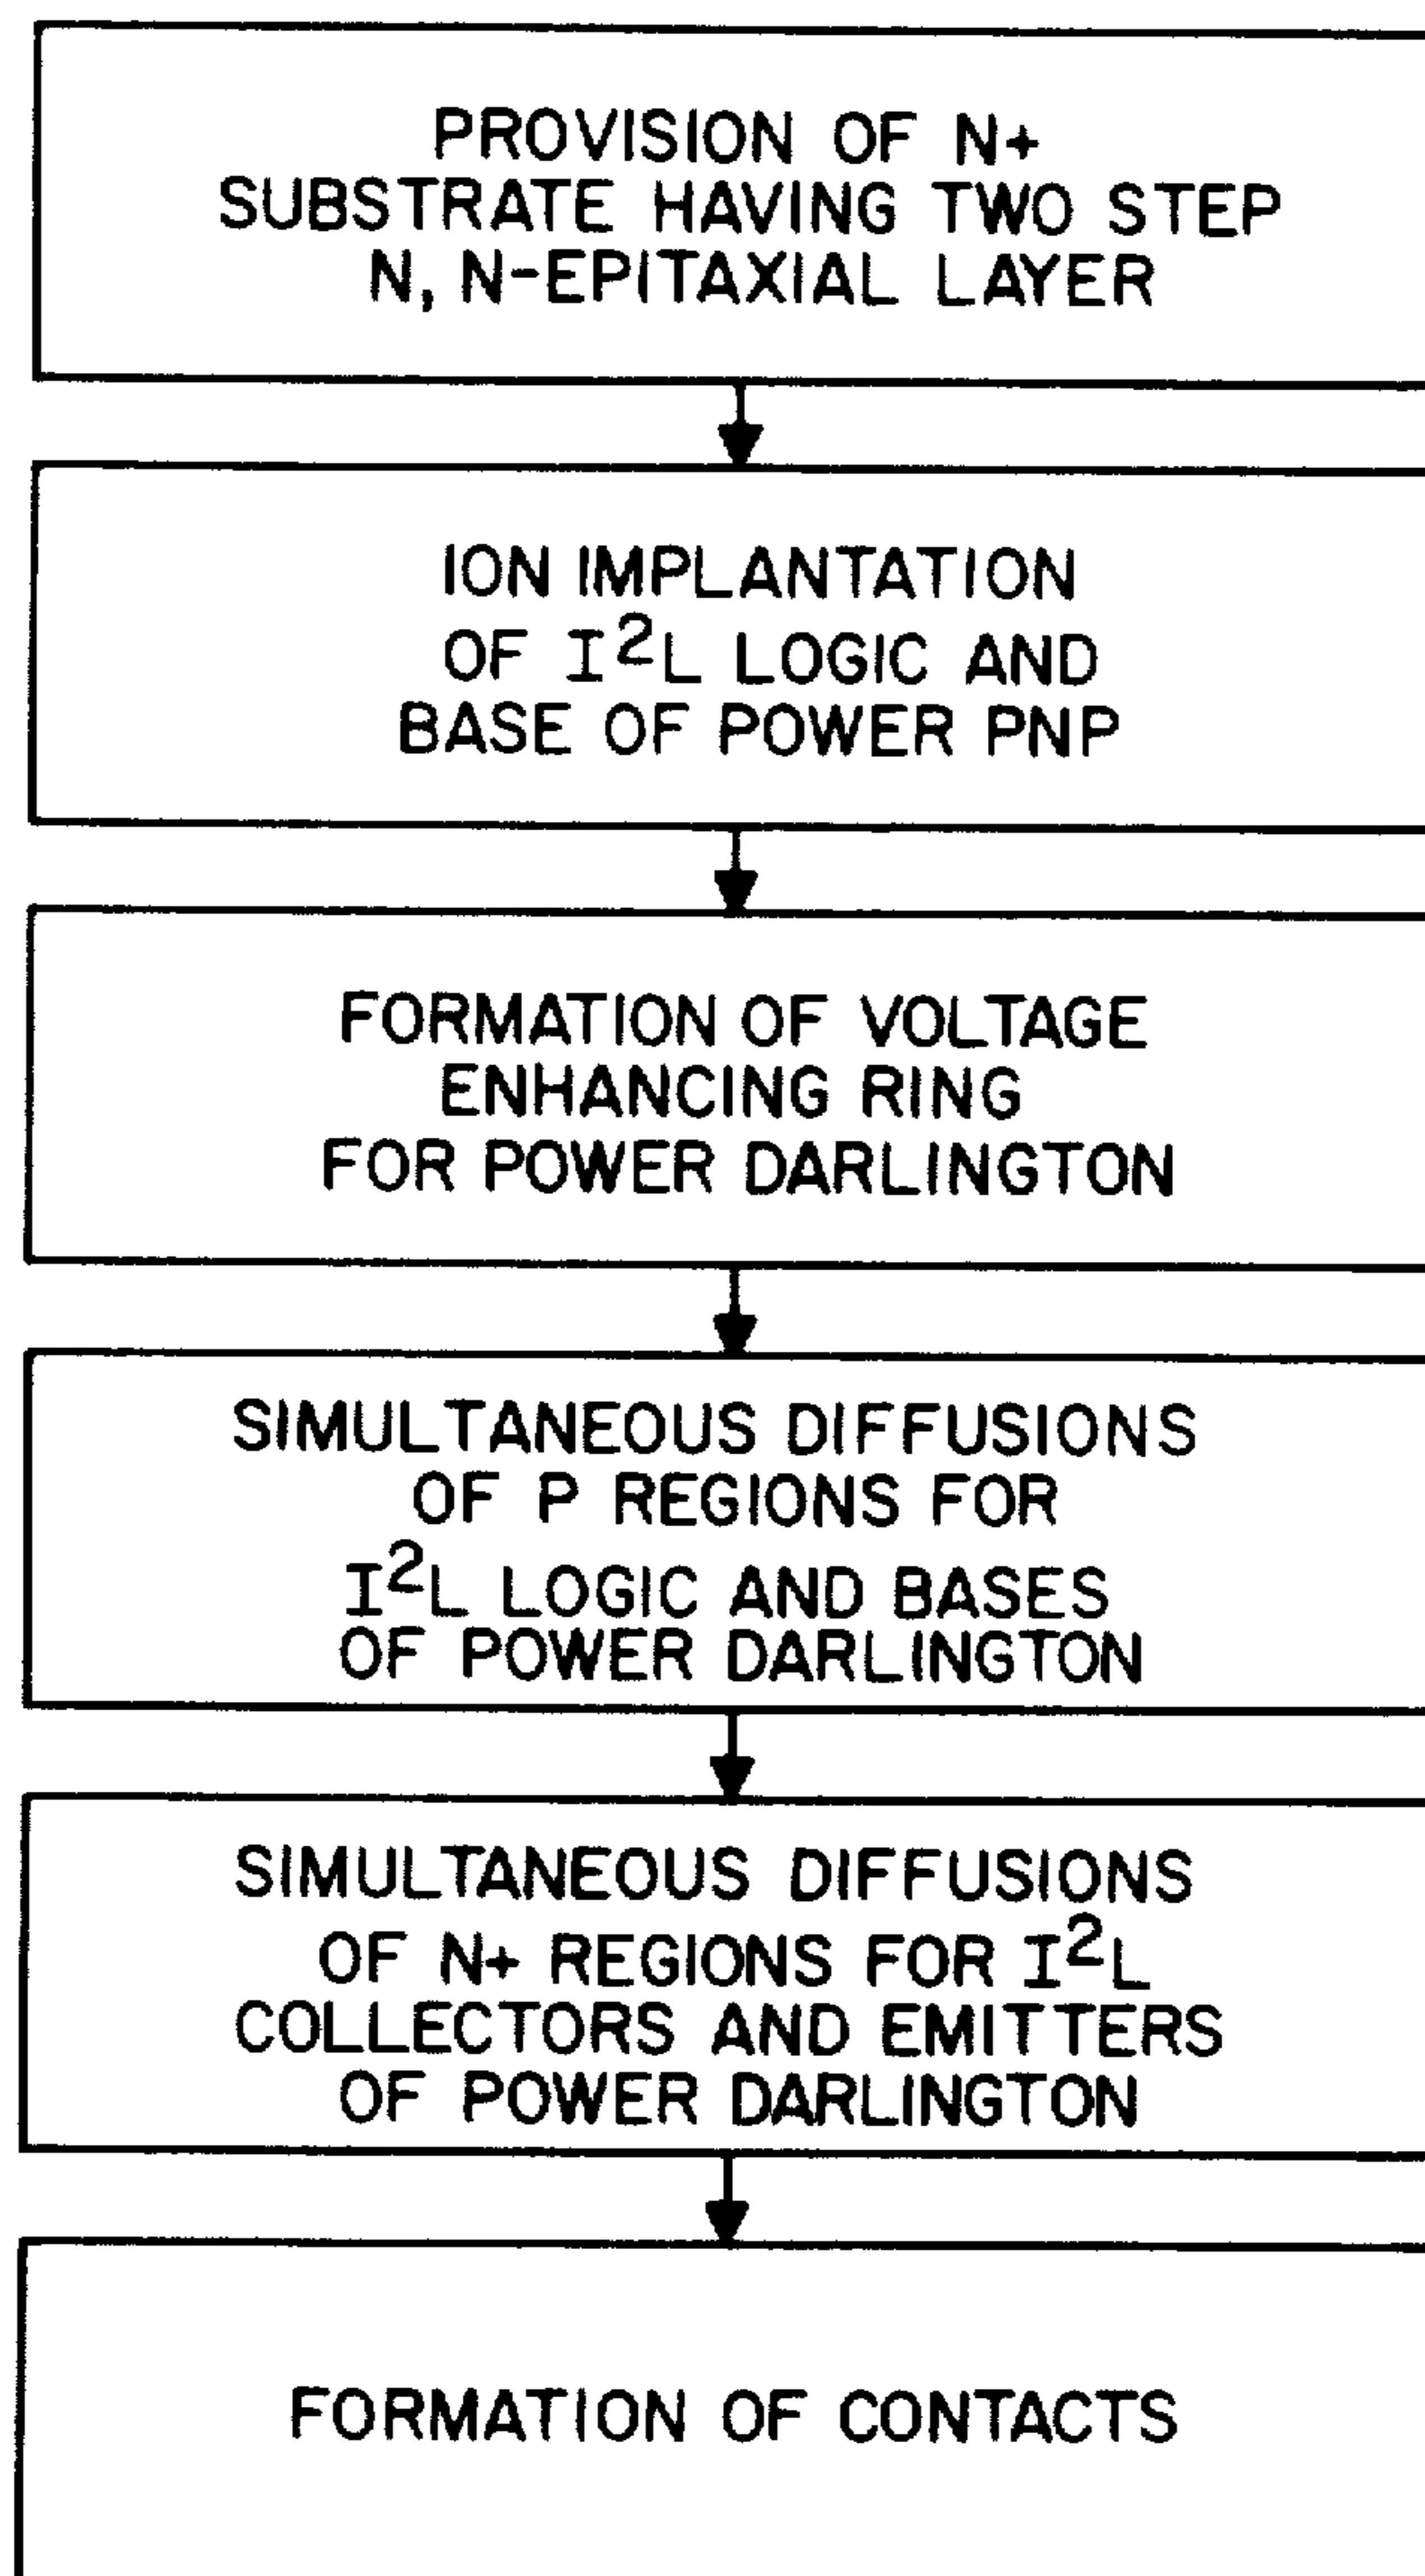 PROVISION OF N+
SUBSTRATE HAVING TWO STEP
N, N-EPITAXIAL LAYER
ION IMPLANTATION
OF I²L LOGIC AND
BASE OF POWER PNP
FORMATION OF VOLTAGE
ENHANCING RING
FOR POWER DARLINGTON
SIMULTANEOUS DIFFUSIONS
OF P REGIONS FOR
I²L LOGIC AND BASES
OF POWER DARLINGTON
SIMULTANEOUS DIFFUSIONS
OF N+ REGIONS FOR I²L
COLLECTORS AND EMITTERS
OF POWER DARLINGTON
FORMATION OF CONTACTS